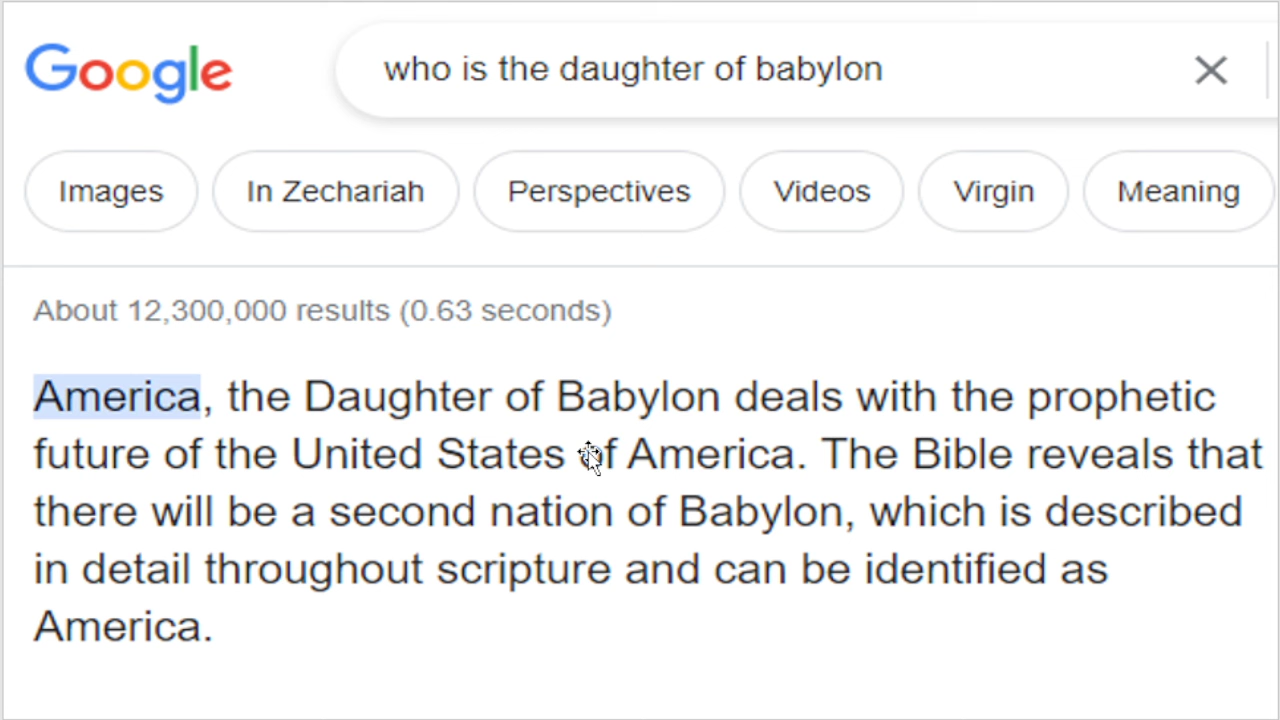 Google
who is the daughter of babylon
Images In Zechariah Perspectives Videos Virgin Meaning
About 12,300,000 results (0.63 seconds)
America, the Daughter of Babylon deals with the prophetic
future of the United States of America. The Bible reveals that
there will be a second nation of Babylon, which is described
in detail throughout scripture and can be identified as
America.